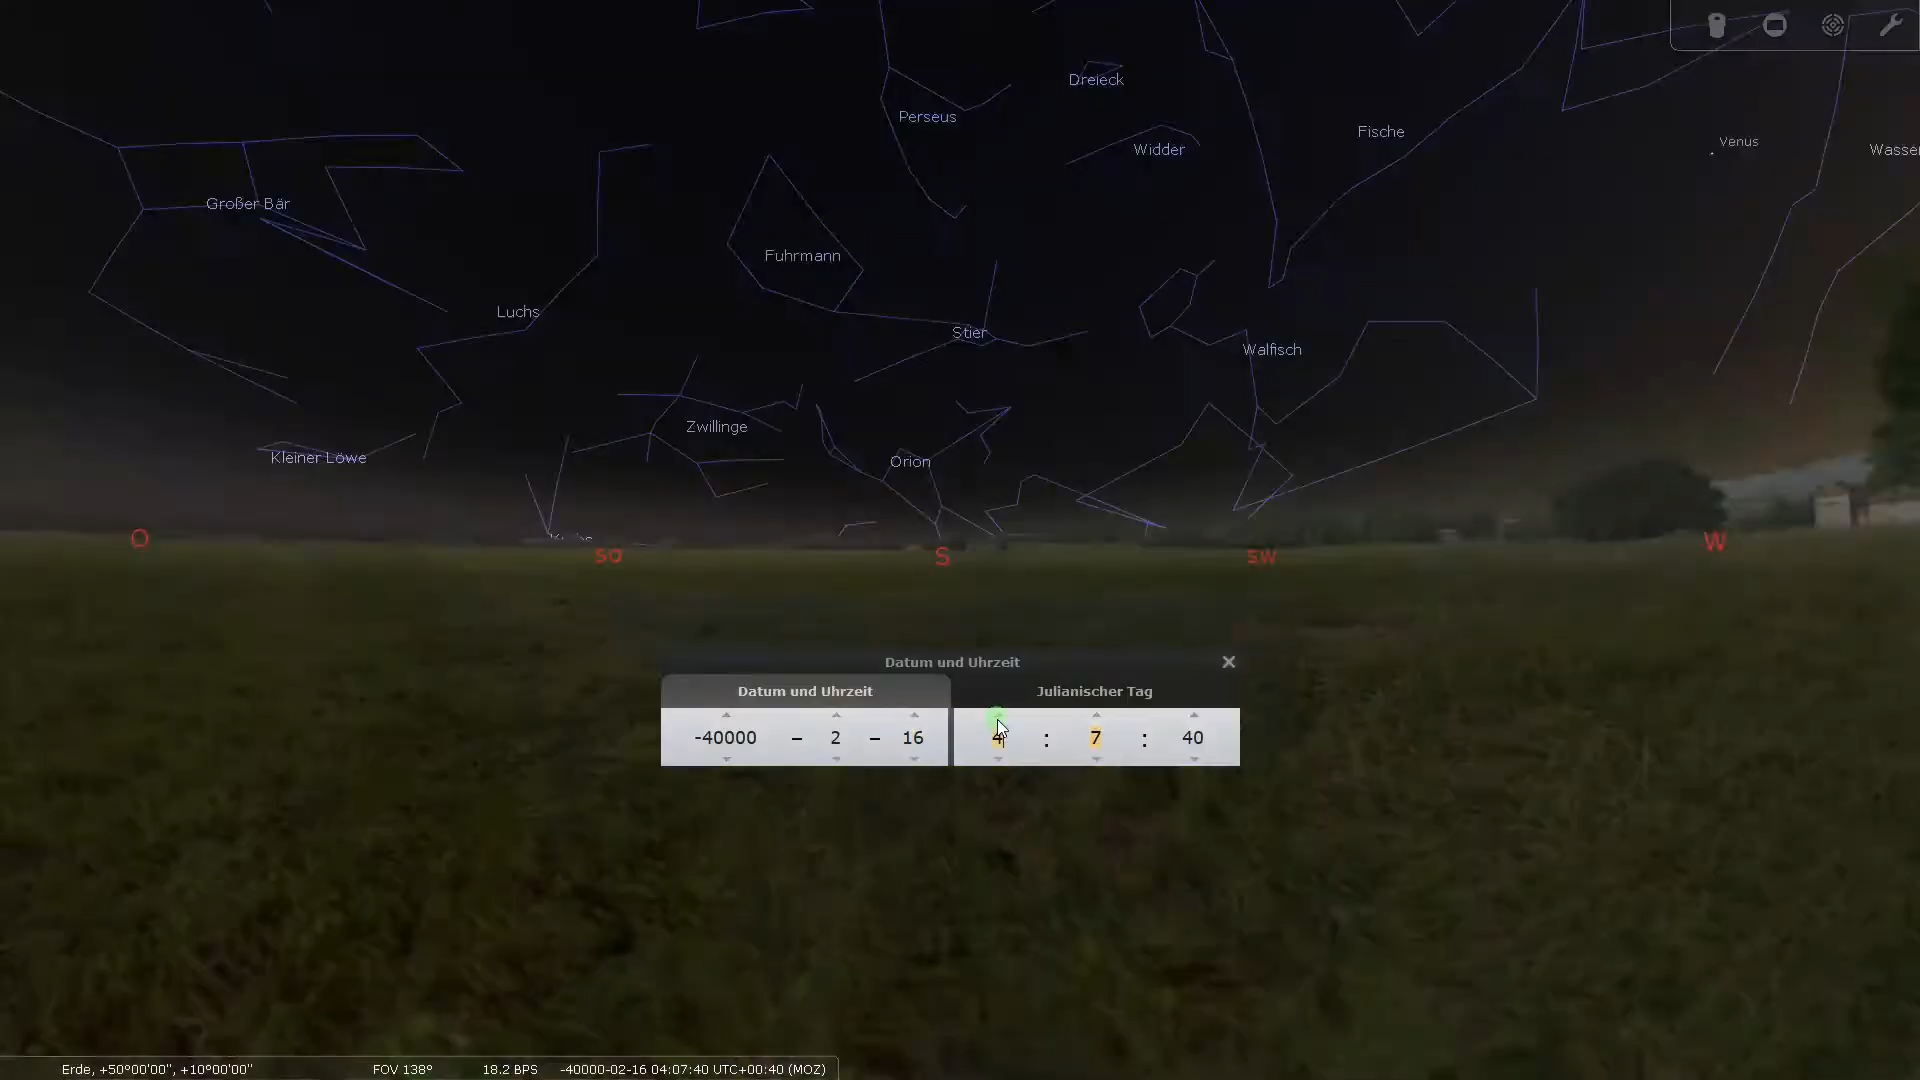 Dreieck
Perseus
Fische
Venus
Widder
Wasser
Großer Bär
Fuhrmann
Luchs
Stier
Walfisch
Zwillinge
Kleiner Löwe
Orion
O
SO
S
SW
W
Datum und Uhrzeit
Datum und Uhrzeit
Julianischer Tag
-40000 – 2 – 16 4 : 7 : 40
Erde, +50°00'00", +10°00'00" FOV 138° 18.2 BPS -40000-02-16 04:07:40 UTC+00:40 (MOZ)